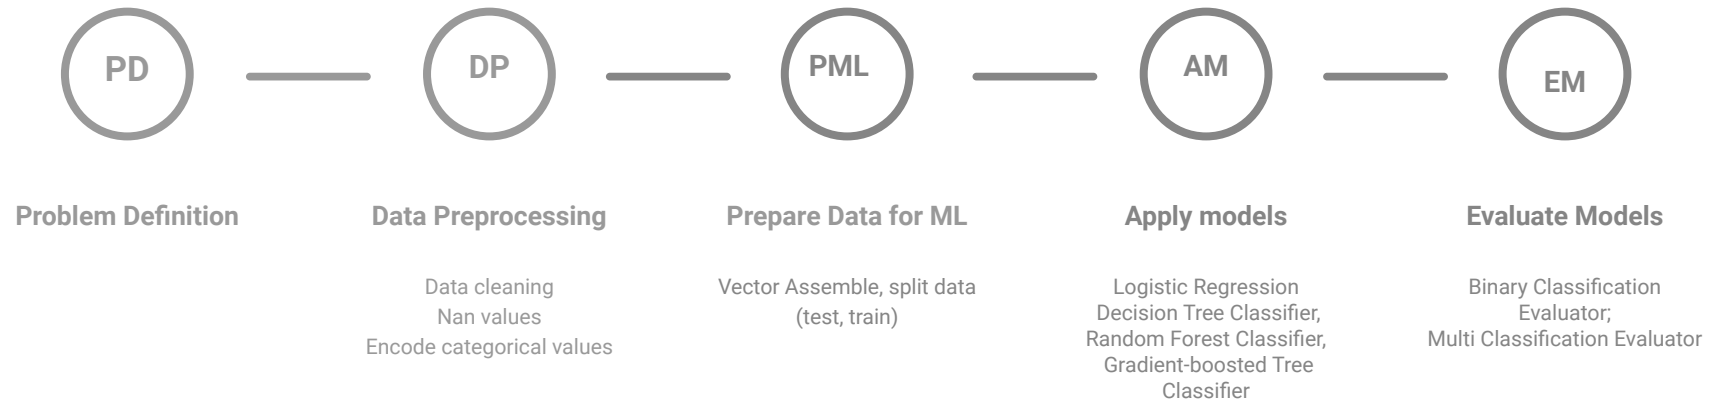 PD
DP
PML
AM
EM
Problem Definition
Data Preprocessing
Data cleaning
Nan values
Encode categorical values
Prepare Data for ML
Vector Assemble, split data
(test, train)
Apply models
Logistic Regression
Decision Tree Classifier,
Random Forest Classifier,
Gradient-boosted Tree
Classifier
Evaluate Models
Binary Classification
Evaluator;
Multi Classification Evaluator